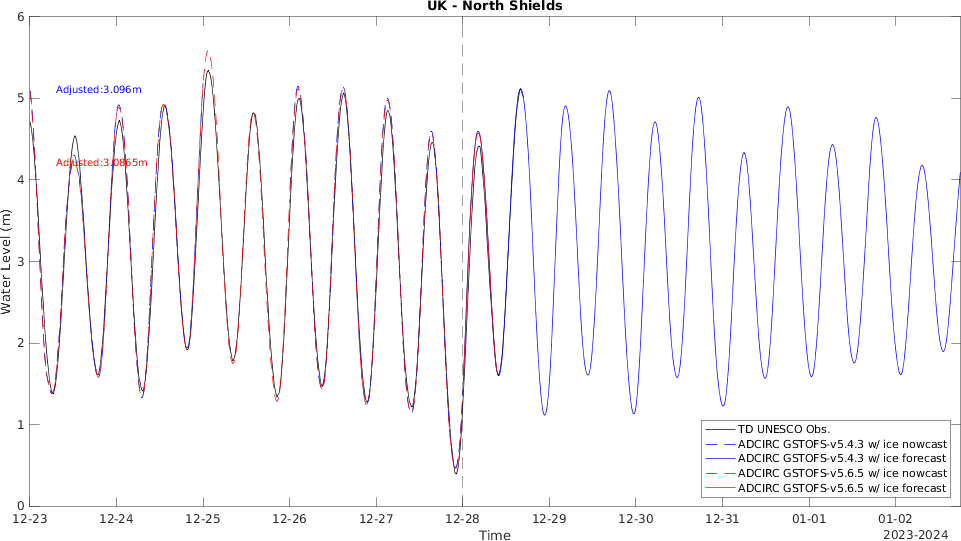 UK - North Shields
6
5
4
3
2
1
0
Water Level (m)
Adjusted:3.096m
Adjusted:3.0865m
TD UNESCO Obs.
ADCIRC GSTOFS-v5.4.3 w/ ice nowcast
ADCIRC GSTOFS-v5.4.3 w/ ice forecast
ADCIRC GSTOFS-v5.6.5 w/ ice nowcast
ADCIRC GSTOFS-v5.6.5 w/ ice forecast
12-23 12-24 12-25 12-26 12-27 12-28 12-29 12-30 12-31 01-01 01-02
Time
2023-2024